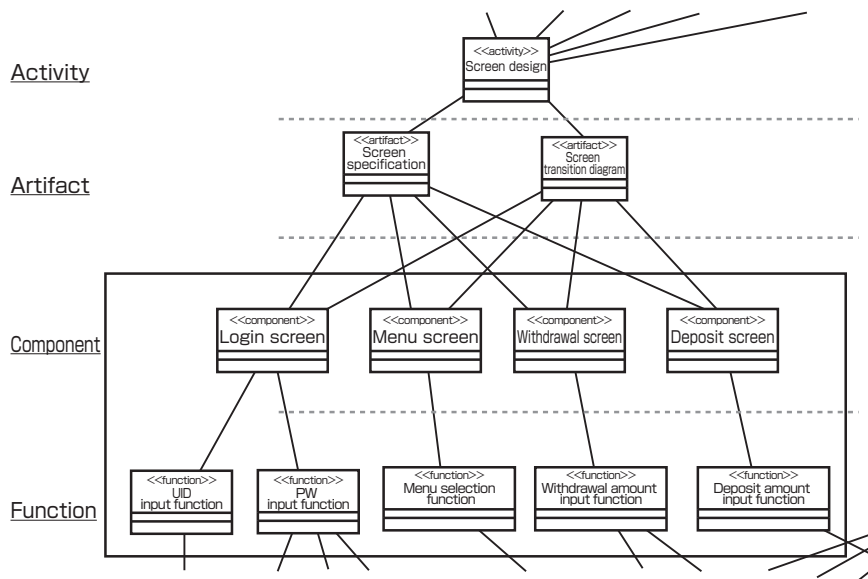 Activity
<<activity>>
Screen design
Artifact
<<artifact>>
Screen
specification
<<artifact>>
Screen
transition diagram
Component
<<component>>
Login screen
<<component>>
Menu screen
<<component>>
Withdrawal screen
<<component>>
Deposit screen
Function
<<function>>
UID
input function
<<function>>
PW
input function
<<function>>
Menu selection
function
<<function>>
Withdrawal amount
input function
<<function>>
Deposit amount
input function